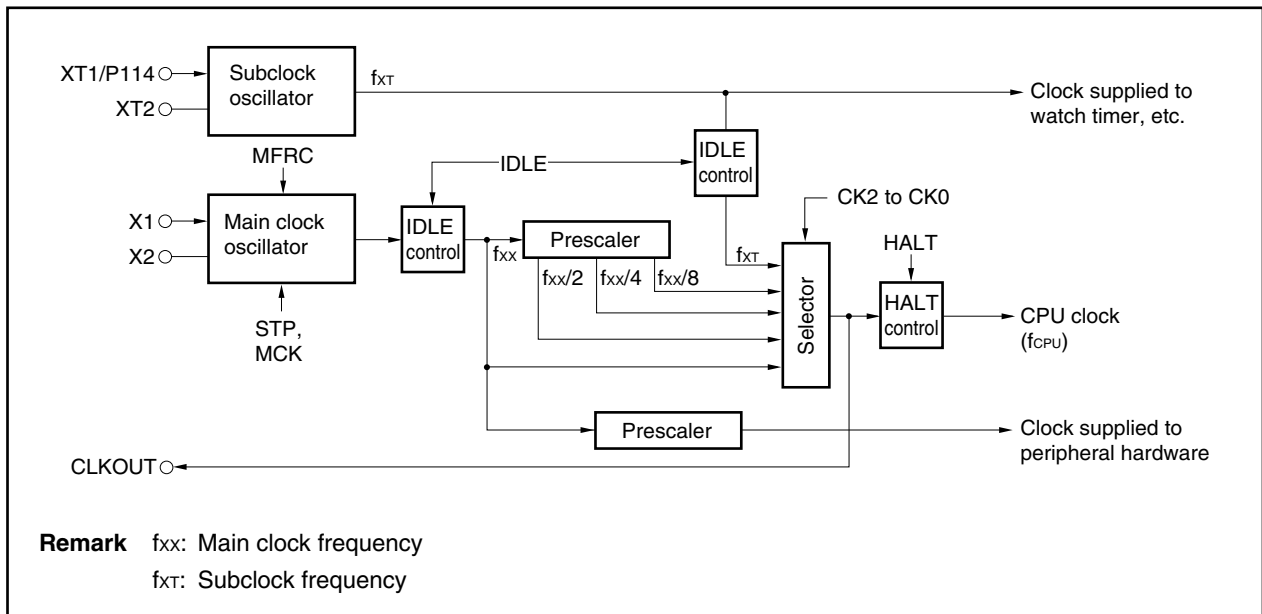 XT1/P114
XT2
Subclock
oscillator
fXT
Clock supplied to
watch timer, etc.
MFRC
IDLE
IDLE
control
X1
X2
Main clock
oscillator
IDLE
control
fXX
Prescaler
fXX/2
fXX/4
fXX/8
fXT
CK2 to CK0
Selector
HALT
HALT
control
CPU clock
(fCPU)
STP,
MCK
Prescaler
Clock supplied to
peripheral hardware
CLKOUT
Remark fXX: Main clock frequency
fXT: Subclock frequency